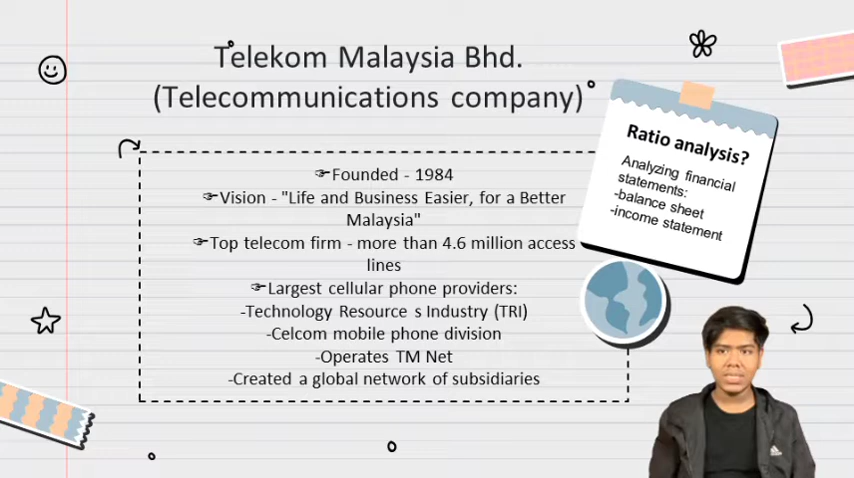 Telekom Malaysia Bhd.
(Telecommunications company)
Ratio analysis?
Analyzing financial
statements:
-balance sheet
-income statement
☞Founded - 1984
☞Vision - "Life and Business Easier, for a Better
Malaysia"
☞Top telecom firm - more than 4.6 million access
lines
☞Largest cellular phone providers:
-Technology Resource s Industry (TRI)
-Celcom mobile phone division
-Operates TM Net
-Created a global network of subsidiaries